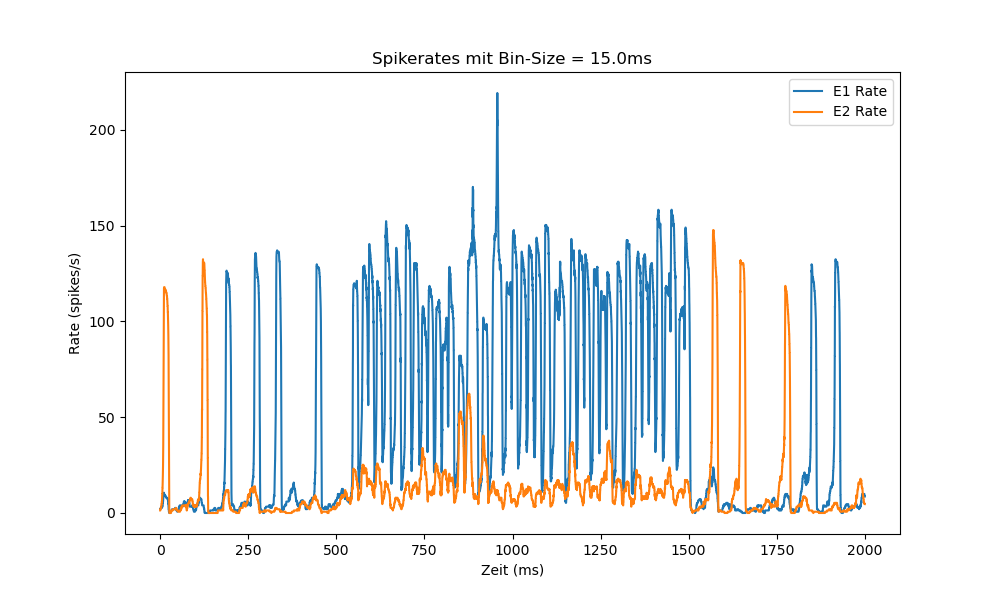 Spikerates mit Bin-Size = 15.0ms
E1 Rate
E2 Rate
Rate (spikes/s)
200
150
100
50
0
0 250 500 750 1000 1250 1500 1750 2000
Zeit (ms)